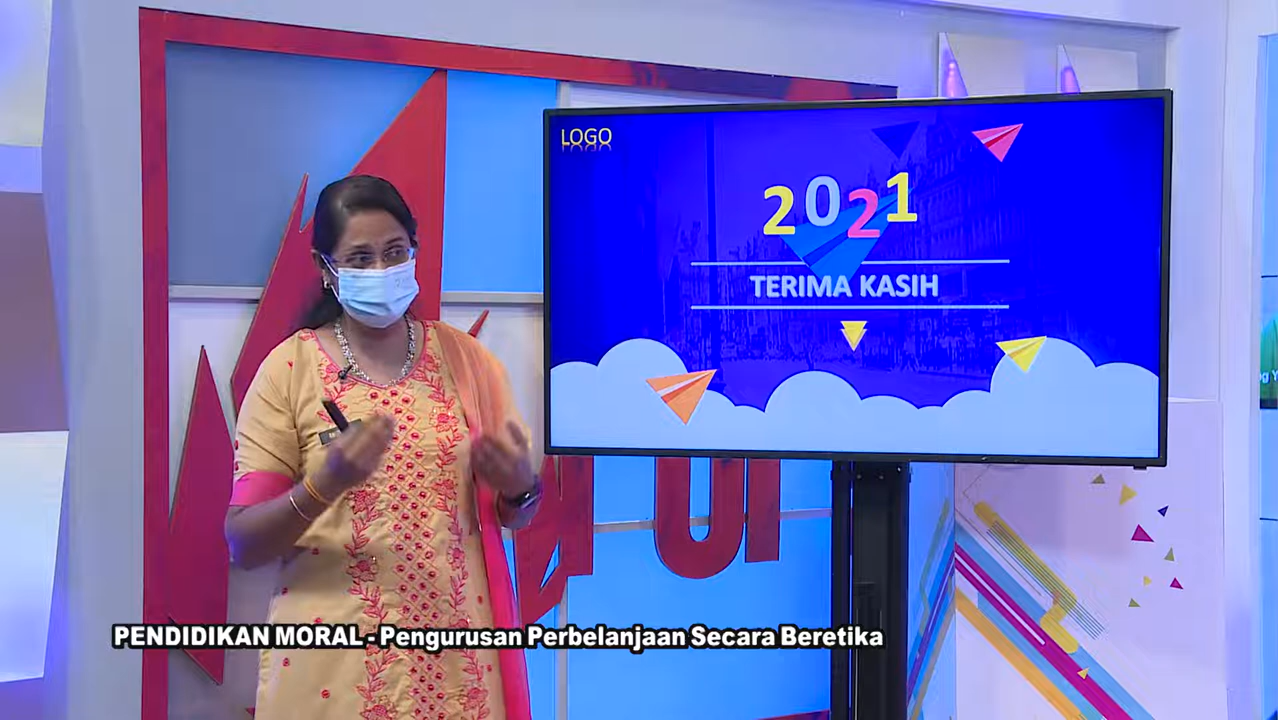 LOGO
2021
TERIMA KASIH
PENDIDIKAN MORAL - Pengurusan Perbelanjaan Secara Beretika